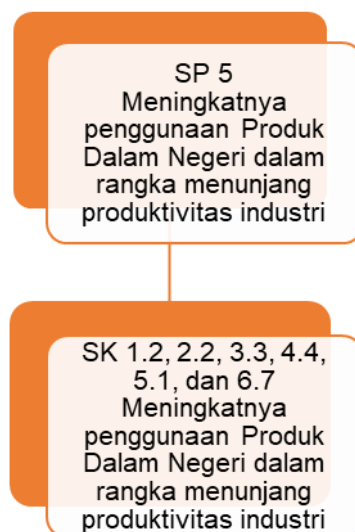 SP 5
Meningkatnya
penggunaan Produk
Dalam Negeri dalam
rangka menunjang
produktivitas industri
SK 1.2, 2.2, 3.3, 4.4,
5.1, dan 6.7
Meningkatnya
penggunaan Produk
Dalam Negeri dalam
rangka menunjang
produktivitas industri